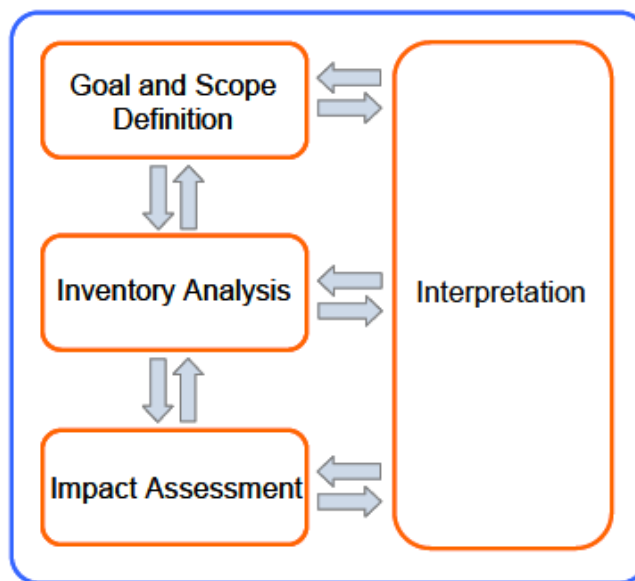 Goal and Scope
Definition
Inventory Analysis
Interpretation
Impact Assessment